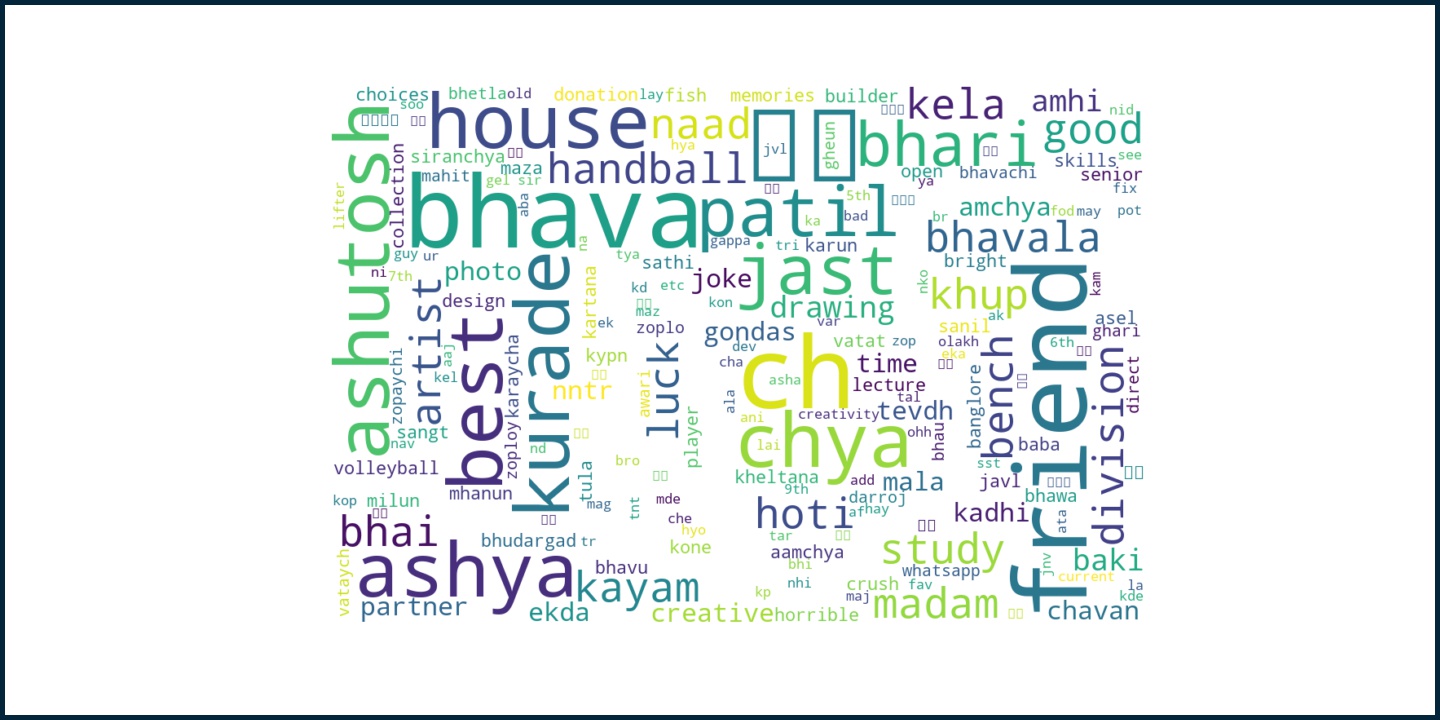 choices
soo
bhetla
old
donation
lay
fish
memories
builder
kela
amhi
nid
good
house
naad
hya
jvl
gheun
bhari
ashutosh
siranchya
maza
mahit
gel
sir
handball
open
bhavachi
skills
see
senior
fix
collection
lifter
aba
bhava
patil
ka
5th
bad
ya
br
amchya
fod
may
pot
guy
ur
ni
7th
photo
na
tya
gappa
sathi
tri
karun
bhavala
bright
kam
design
artist
best
kurade
kartana
kd
etc
joke
jast
kon
drawing
nko
khup
friend
maz
ek
zoplo
gondas
var
ak
sanil
asel
ghari
zopaychi
aaj
kel
zoploy
karaycha
kypn
nntr
awari
luck
dev
cha
vatat
zop
time
olakh
eka
6th
direct
ch
asha
lecture
tal
ala
ani
creativity
tevdh
banglore
bench
division
sangt
nav
nd
player
chya
lai
ohh
bhau
baba
volleyball
bro
kheltana
9th
add
mala
sst
javl
kop
milun
mhanun
tula
mag
tnt
mde
darroj
af
hay
bhawa
bhai
che
hyo
hoti
kadhi
ata
bhudargad
tr
kone
tar
aamchya
study
baki
vataych
ashya
bhavu
bhi
nhi
whatsapp
jnv
current
kayam
kp
crush
fav
la
kde
partner
ekda
creative
horrible
maj
madam
chavan